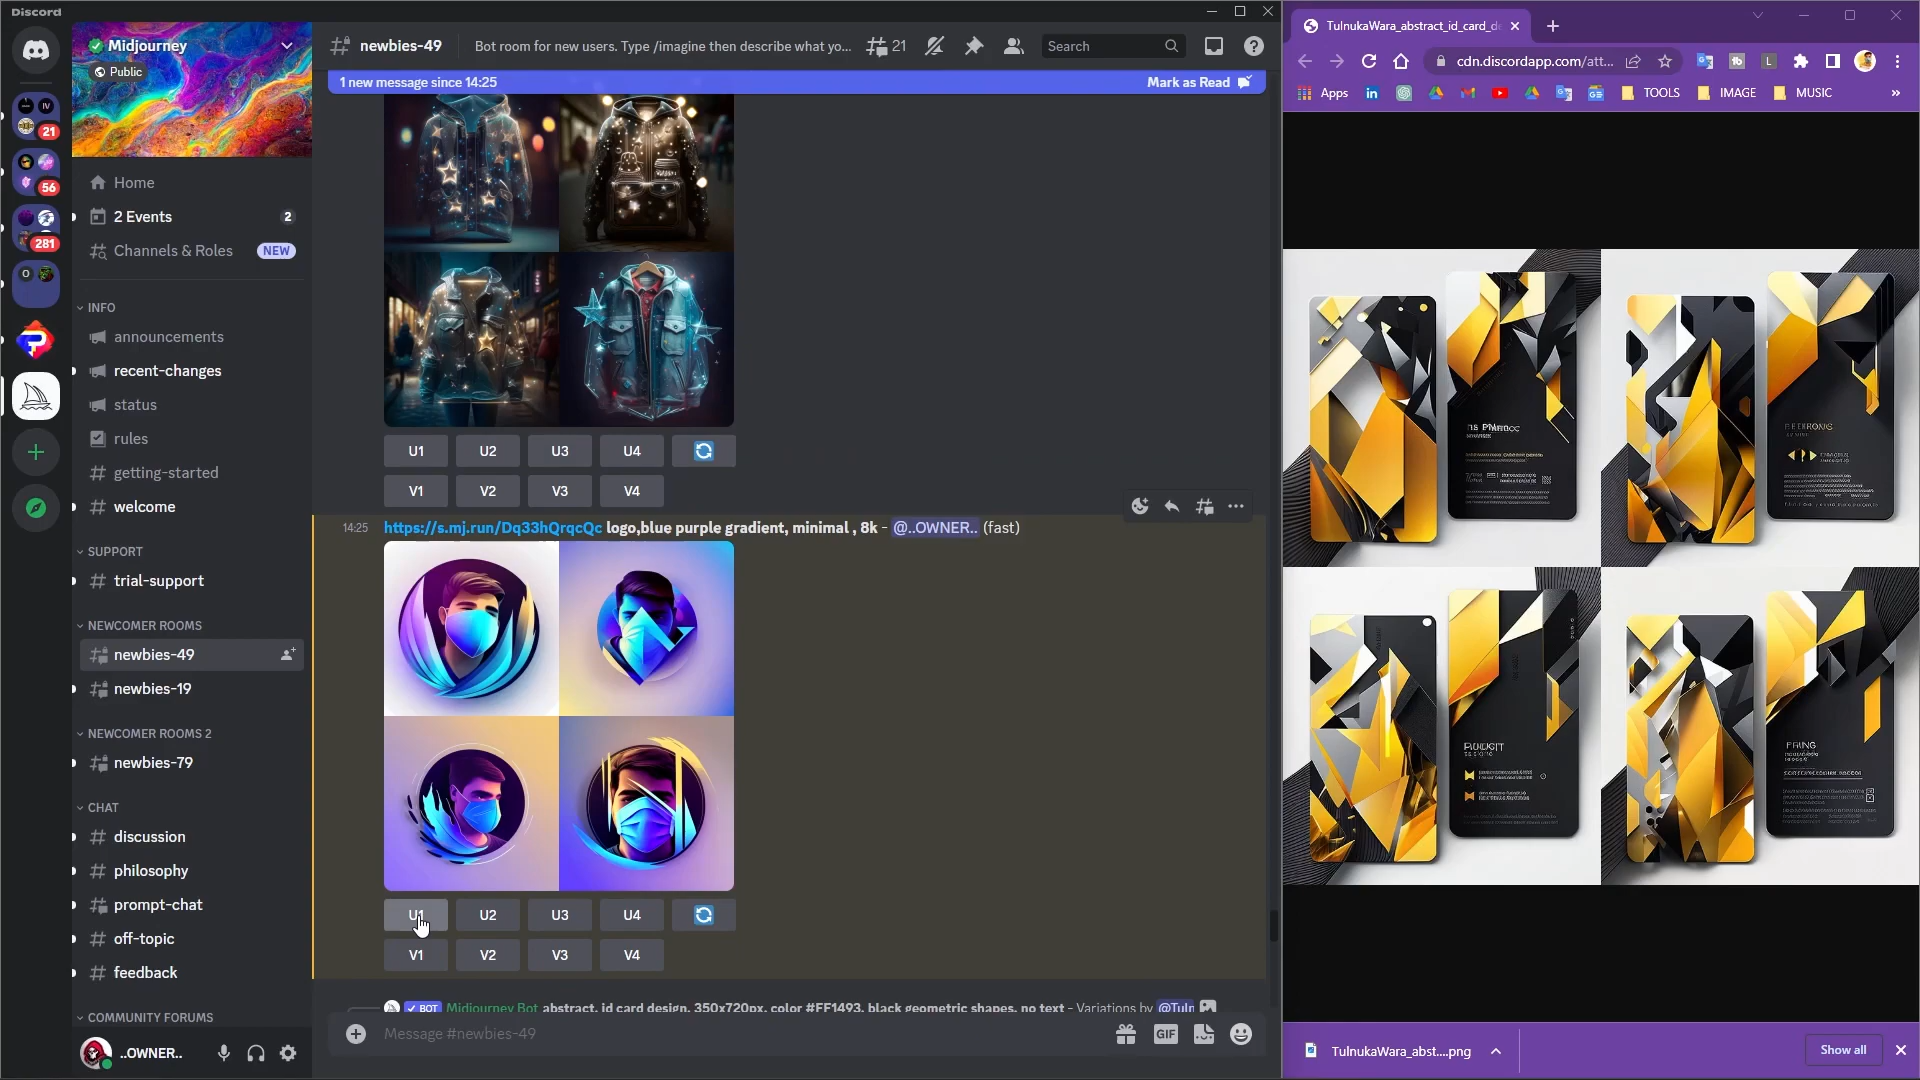 Discord
Midjourney
Public
Home
2 Events
2
Channels & Roles
NEW
INFO
announcements
recent-changes
status
rules
getting-started
welcome
SUPPORT
trial-support
NEWCOMER ROOMS
newbies-49
newbies-19
NEWCOMER ROOMS 2
newbies-79
CHAT
discussion
philosophy
prompt-chat
off-topic
feedback
COMMUNITY FORUMS
..OWNER..
21
56
281
IV
newbies-49
Bot room for new users. Type /imagine then describe what yo...
21
Search
1 new message since 14:25
Mark as Read
U1 U2 U3 U4
V1 V2 V3 V4
14:25 https://s.mj.run/Dq33hQrqcQc logo,blue purple gradient, minimal , 8k - @..OWNER.. (fast)
U1 U2 U3 U4
V1 V2 V3 V4
BOT Midjourney Bot abstract, id card design, 350x720px, color #FF1493, black geometric shapes, no text - Variations by @Tuln
Message #newbies-49
GIF
TulnukaWara_abstract_id_card_de
cdn.discordapp.com/att...
Apps
TOOLS
IMAGE
MUSIC
»
TulnukaWara_abst....png
Show all